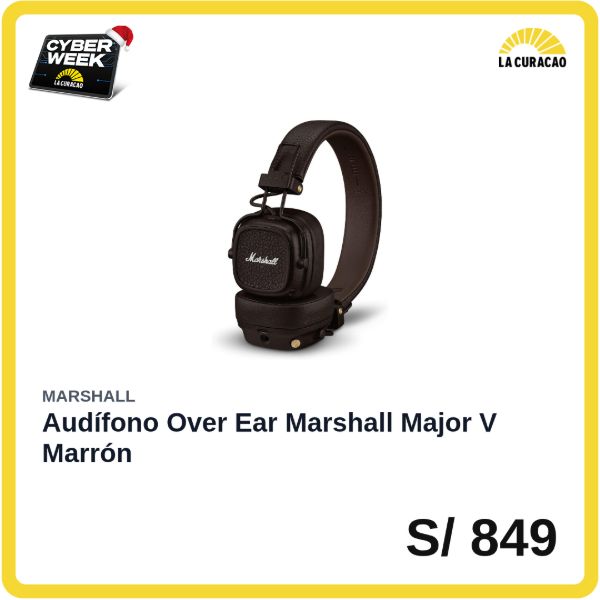 CYBER
WEEK
LA CURACAO
LA CURACAO
Marshall
MARSHALL
Audífono Over Ear Marshall Major V
Marrón
S/ 849